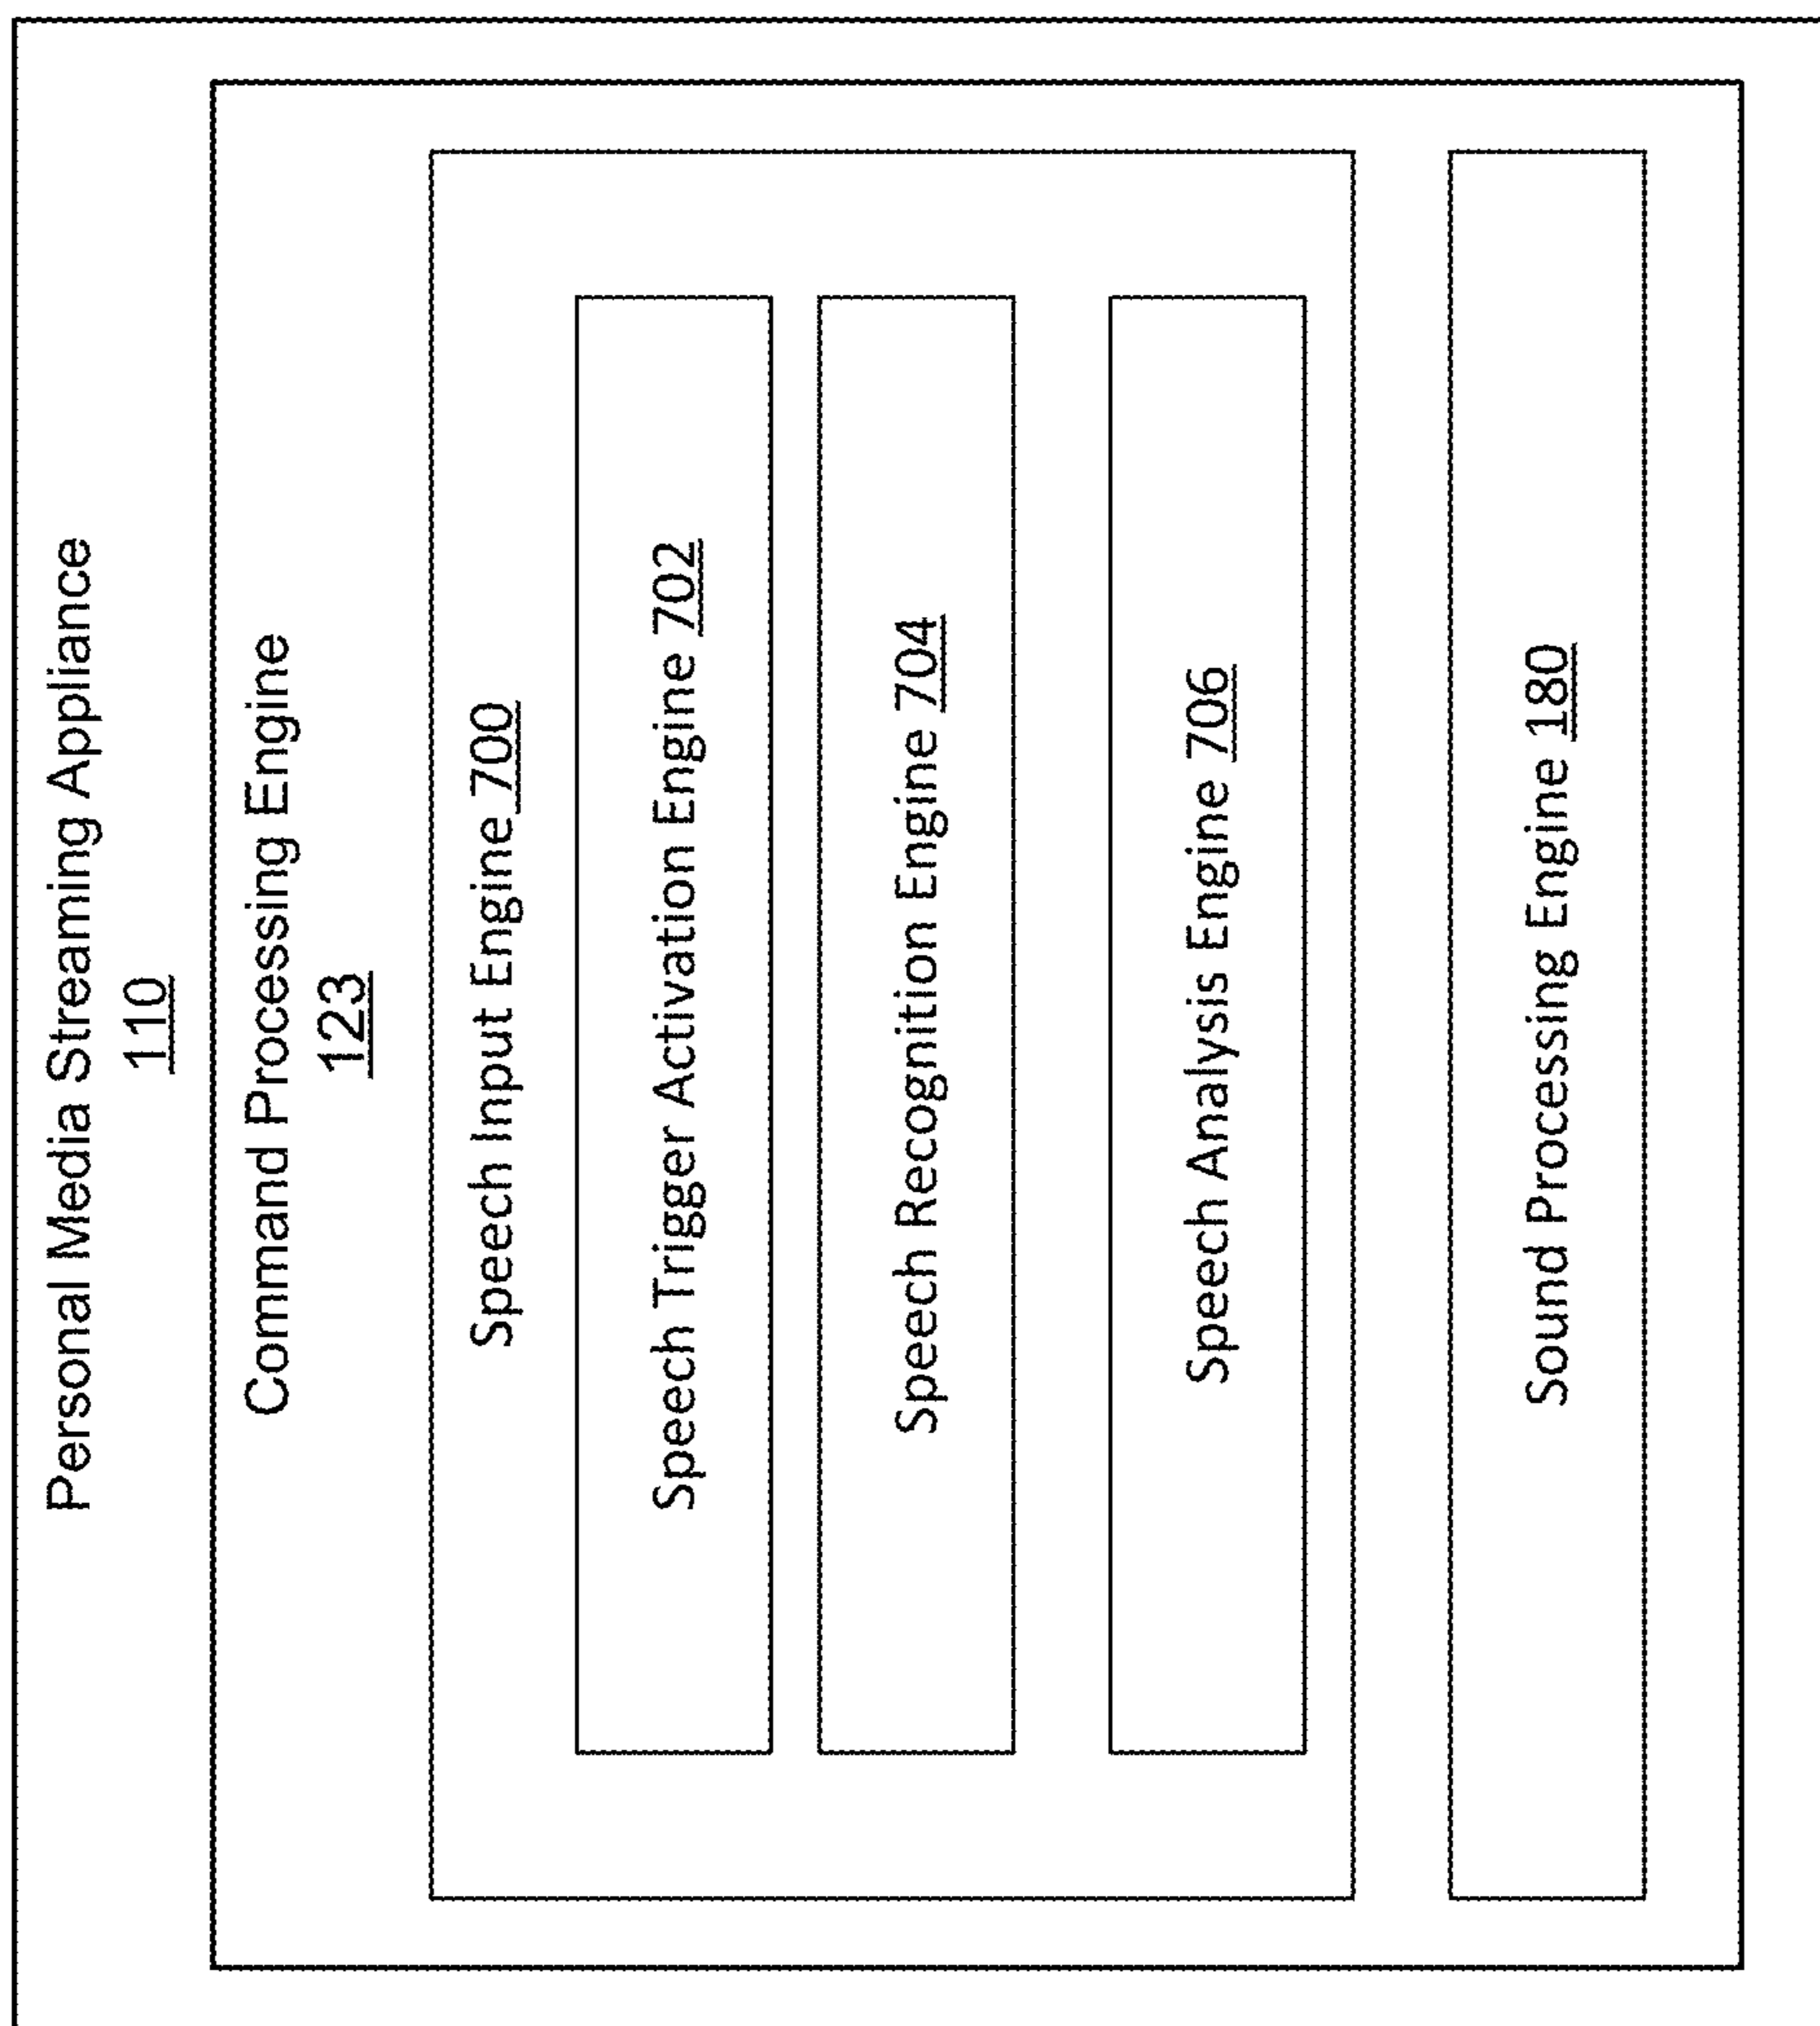 Personal Media Streaming Appliance
110
Command Processing Engine
123
Speech Input Engine 700
Speech Trigger Activation Engine 702
Speech Recognition Engine 704
Speech Analysis Engine 706
Sound Processing Engine 180